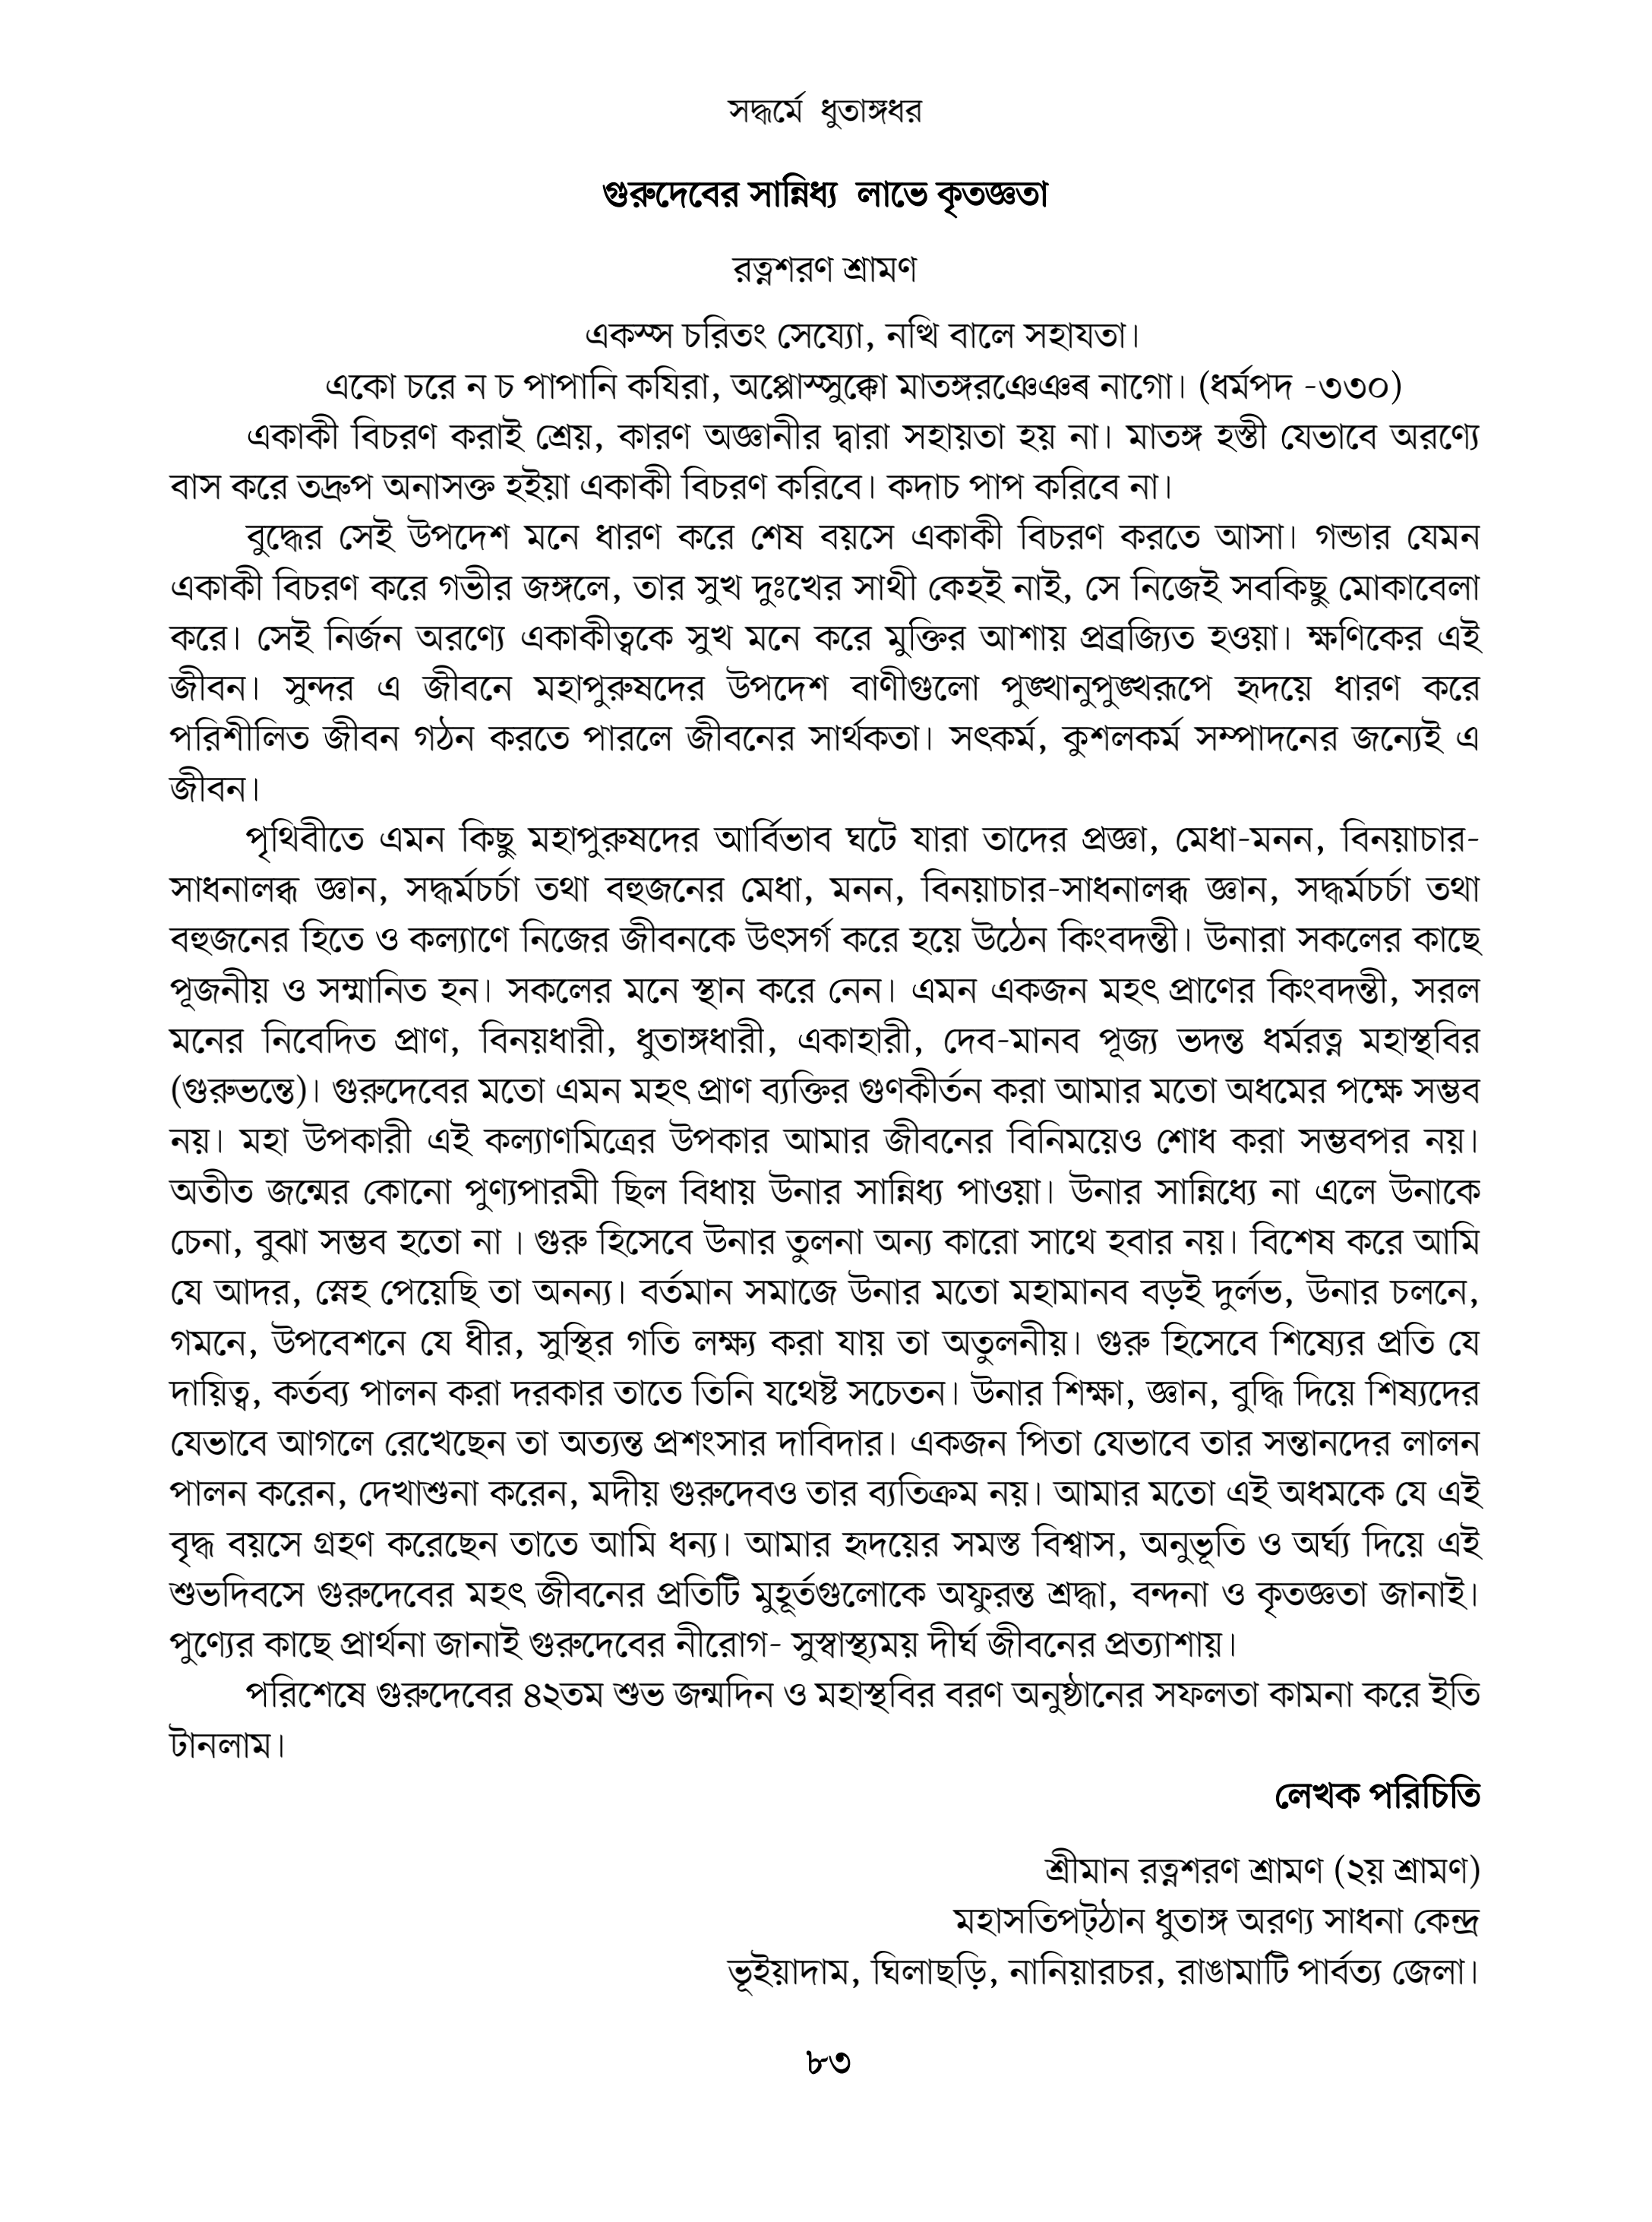 সদ্ধর্মে ধুতাঙ্গধর
গুরুদেবের সান্নিধ্য লাভে কৃতজ্ঞতা
রত্নশরণ শ্রামণ
একস্স চরিতং সেয্যো, নত্থি বালে সহাযতা।
একো চরে ন চ পাপানি কযিরা, অপ্পোস্সুক্কো মাতঙ্গরঞেঞৰ নাগো। (ধর্মপদ -৩৩০)
একাকী বিচরণ করাই শ্রেয়, কারণ অজ্ঞানীর দ্বারা সহায়তা হয় না। মাতঙ্গ হস্তী যেভাবে অরণ্যে
বাস করে তদ্রুপ অনাসক্ত হইয়া একাকী বিচরণ করিবে। কদাচ পাপ করিবে না।
বুদ্ধের সেই উপদেশ মনে ধারণ করে শেষ বয়সে একাকী বিচরণ করতে আসা। গন্ডার যেমন
একাকী বিচরণ করে গভীর জঙ্গলে, তার সুখ দুঃখের সাথী কেহই নাই, সে নিজেই সবকিছু মোকাবেলা
করে। সেই নির্জন অরণ্যে একাকীত্বকে সুখ মনে করে মুক্তির আশায় প্রব্রজ্যিত হওয়া। ক্ষণিকের এই
জীবন। সুন্দর এ জীবনে মহাপুরুষদের উপদেশ বাণীগুলো পুঙ্খানুপুঙ্খরূপে হৃদয়ে ধারণ করে
পরিশীলিত জীবন গঠন করতে পারলে জীবনের সার্থকতা। সৎকর্ম, কুশলকর্ম সম্পাদনের জন্যেই এ
জীবন।
পৃথিবীতে এমন কিছু মহাপুরুষদের আর্বিভাব ঘটে যারা তাদের প্রজ্ঞা, মেধা-মনন, বিনয়াচার-
সাধনালব্ধ জ্ঞান, সদ্ধর্মচর্চা তথা বহুজনের মেধা, মনন, বিনয়াচার-সাধনালব্ধ জ্ঞান, সদ্ধর্মচর্চা তথা
বহুজনের হিতে ও কল্যাণে নিজের জীবনকে উৎসর্গ করে হয়ে উঠেন কিংবদন্তী। উনারা সকলের কাছে
পূজনীয় ও সম্মানিত হন। সকলের মনে স্থান করে নেন। এমন একজন মহৎ প্রাণের কিংবদন্তী, সরল
মনের নিবেদিত প্রাণ, বিনয়ধারী, ধুতাঙ্গধারী, একাহারী, দেব-মানব পূজ্য ভদন্ত ধর্মরত্ন মহাস্থবির
(গুরুভন্তে)। গুরুদেবের মতো এমন মহৎ প্রাণ ব্যক্তির গুণকীর্তন করা আমার মতো অধমের পক্ষে সম্ভব
নয়। মহা উপকারী এই কল্যাণমিত্রের উপকার আমার জীবনের বিনিময়েও শোধ করা সম্ভবপর নয়।
অতীত জন্মের কোনো পুণ্যপারমী ছিল বিধায় উনার সান্নিধ্য পাওয়া। উনার সান্নিধ্যে না এলে উনাকে
চেনা, বুঝা সম্ভব হতো না । গুরু হিসেবে উনার তুলনা অন্য কারো সাথে হবার নয়। বিশেষ করে আমি
যে আদর, স্নেহ পেয়েছি তা অনন্য। বর্তমান সমাজে উনার মতো মহামানব বড়ই দুর্লভ, উনার চলনে,
গমনে, উপবেশনে যে ধীর, সুস্থির গতি লক্ষ্য করা যায় তা অতুলনীয়। গুরু হিসেবে শিষ্যের প্রতি যে
দায়িত্ব, কর্তব্য পালন করা দরকার তাতে তিনি যথেষ্ট সচেতন। উনার শিক্ষা, জ্ঞান, বুদ্ধি দিয়ে শিষ্যদের
যেভাবে আগলে রেখেছেন তা অত্যন্ত প্রশংসার দাবিদার। একজন পিতা যেভাবে তার সন্তানদের লালন
পালন করেন, দেখাশুনা করেন, মদীয় গুরুদেবও তার ব্যতিক্রম নয়। আমার মতো এই অধমকে যে এই
বৃদ্ধ বয়সে গ্রহণ করেছেন তাতে আমি ধন্য। আমার হৃদয়ের সমস্ত বিশ্বাস, অনুভূতি ও অর্ঘ্য দিয়ে এই
শুভদিবসে গুরুদেবের মহৎ জীবনের প্রতিটি মুহূর্তগুলোকে অফুরন্ত শ্রদ্ধা, বন্দনা ও কৃতজ্ঞতা জানাই।
পুণ্যের কাছে প্রার্থনা জানাই গুরুদেবের নীরোগ- সুস্বাস্থ্যময় দীর্ঘ জীবনের প্রত্যাশায়।
পরিশেষে গুরুদেবের ৪২তম শুভ জন্মদিন ও মহাস্থবির বরণ অনুষ্ঠানের সফলতা কামনা করে ইতি
টানলাম।
লেখক পরিচিতি
শ্রীমান রত্নশরণ শ্রামণ (২য় শ্রামণ)
মহাসতিপট্‌ঠান ধুতাঙ্গ অরণ্য সাধনা কেন্দ্র
ভূইয়াদাম, ঘিলাছড়ি, নানিয়ারচর, রাঙামাটি পার্বত্য জেলা।
৮৩